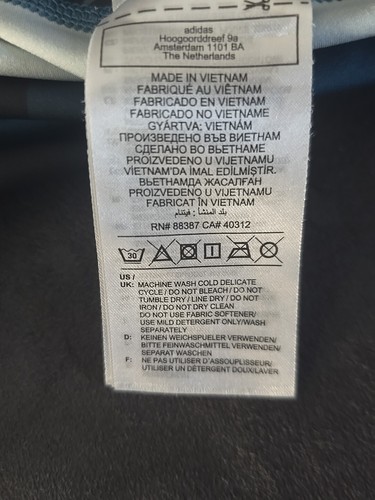 adidas
Hoogoorddreef 9a
Amsterdam 1101 BA
The Netherlands
MADE IN VIETNAM
FABRIQUÉ AU VIÊTNAM
FABRICADO EN VIETNAM
FABRICADO NO VIETNAME
GYÁRTVA: VIETNÁM
ПРОИЗВЕДЕНО ВЪВ ВИЕТНАМ
СДЕЛАНО ВО ВЬЕТНАМЕ
PROIZVEDENO U VIJETNAMU
VİETNAM'DA İMAL EDİLMİŞTİR.
ВЬЕТНАМДА ЖАСАЛҒАН
PROIZVEDENO U VIJETNAMU
FABRICAT ÎN VIETNAM
بلد المنشأ : فيتنام
RN# 88387 CA# 40312
30
US /
UK: MACHINE WASH COLD DELICATE
CYCLE / DO NOT BLEACH / DO NOT
TUMBLE DRY / LINE DRY / DO NOT
IRON / DO NOT DRY CLEAN
DO NOT USE FABRIC SOFTENER/
USE MILD DETERGENT ONLY/WASH
SEPARATELY
D: KEINEN WEICHSPUELER VERWENDEN/
BITTE FEINWASCHMITTEL VERWENDEN/
SEPARAT WASCHEN
F: NE PAS UTILISER D'ASSOUPLISSEUR/
UTILISER UN DÉTERGENT DOUX/LAVER